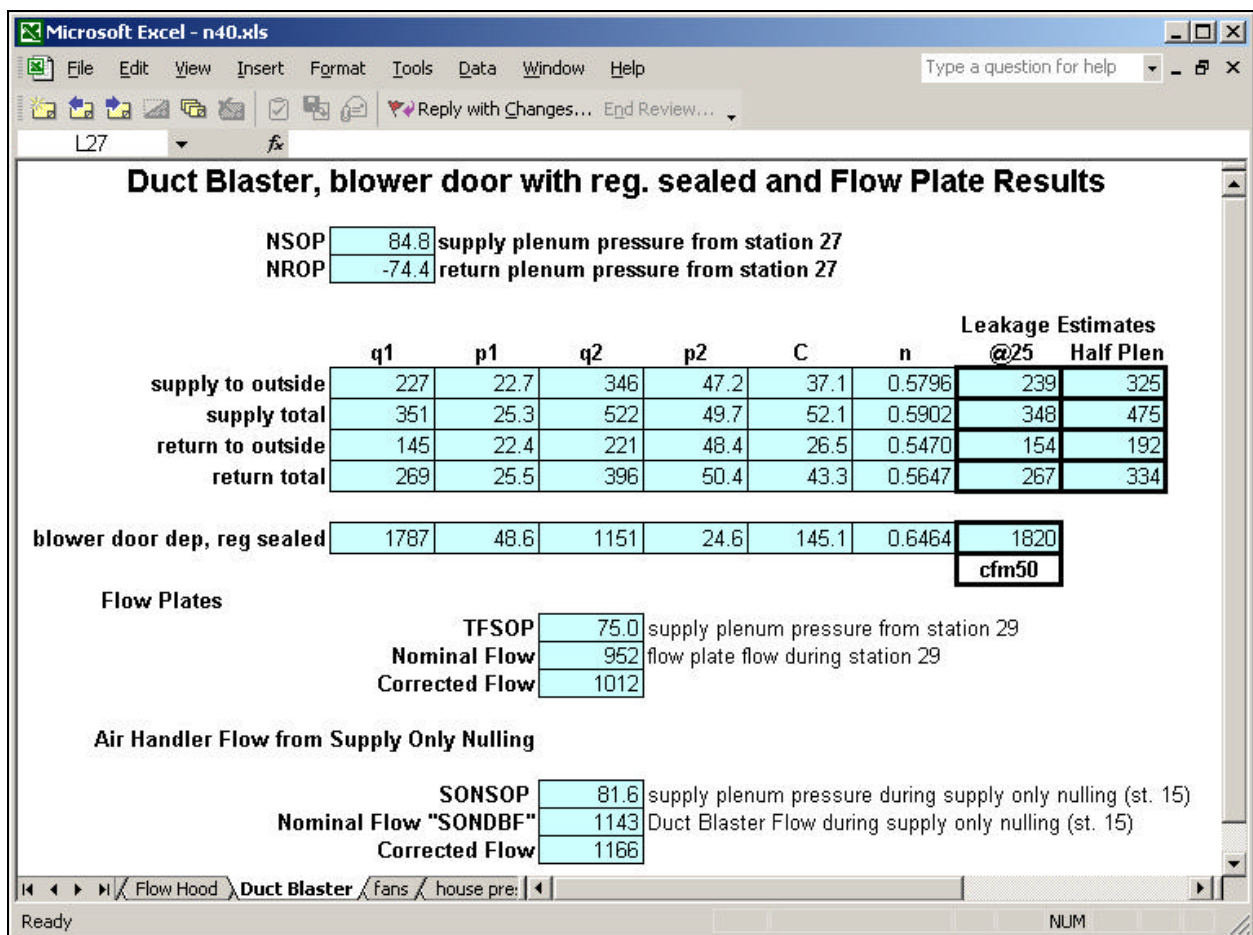 Microsoft Excel - n40.xls
File Edit View Insert Format Tools Data Window Help Type a question for help
Reply with Changes... End Review...
L27 fx
Duct Blaster, blower door with reg. sealed and Flow Plate Results
NSOP 84.8 supply plenum pressure from station 27
NROP -74.4 return plenum pressure from station 27
Leakage Estimates
q1 p1 q2 p2 C n @25 Half Plen
supply to outside 227 22.7 346 47.2 37.1 0.5796 239 325
supply total 351 25.3 522 49.7 52.1 0.5902 348 475
return to outside 145 22.4 221 48.4 26.5 0.5470 154 192
return total 269 25.5 396 50.4 43.3 0.5647 267 334
blower door dep, reg sealed 1787 48.6 1151 24.6 145.1 0.6464 1820
cfm50
Flow Plates
TFSOP 75.0 supply plenum pressure from station 29
Nominal Flow 952 flow plate flow during station 29
Corrected Flow 1012
Air Handler Flow from Supply Only Nulling
SONSOP 81.6 supply plenum pressure during supply only nulling (st. 15)
Nominal Flow "SONDBF" 1143 Duct Blaster Flow during supply only nulling (st. 15)
Corrected Flow 1166
Flow Hood Duct Blaster fans house pre
Ready NUM